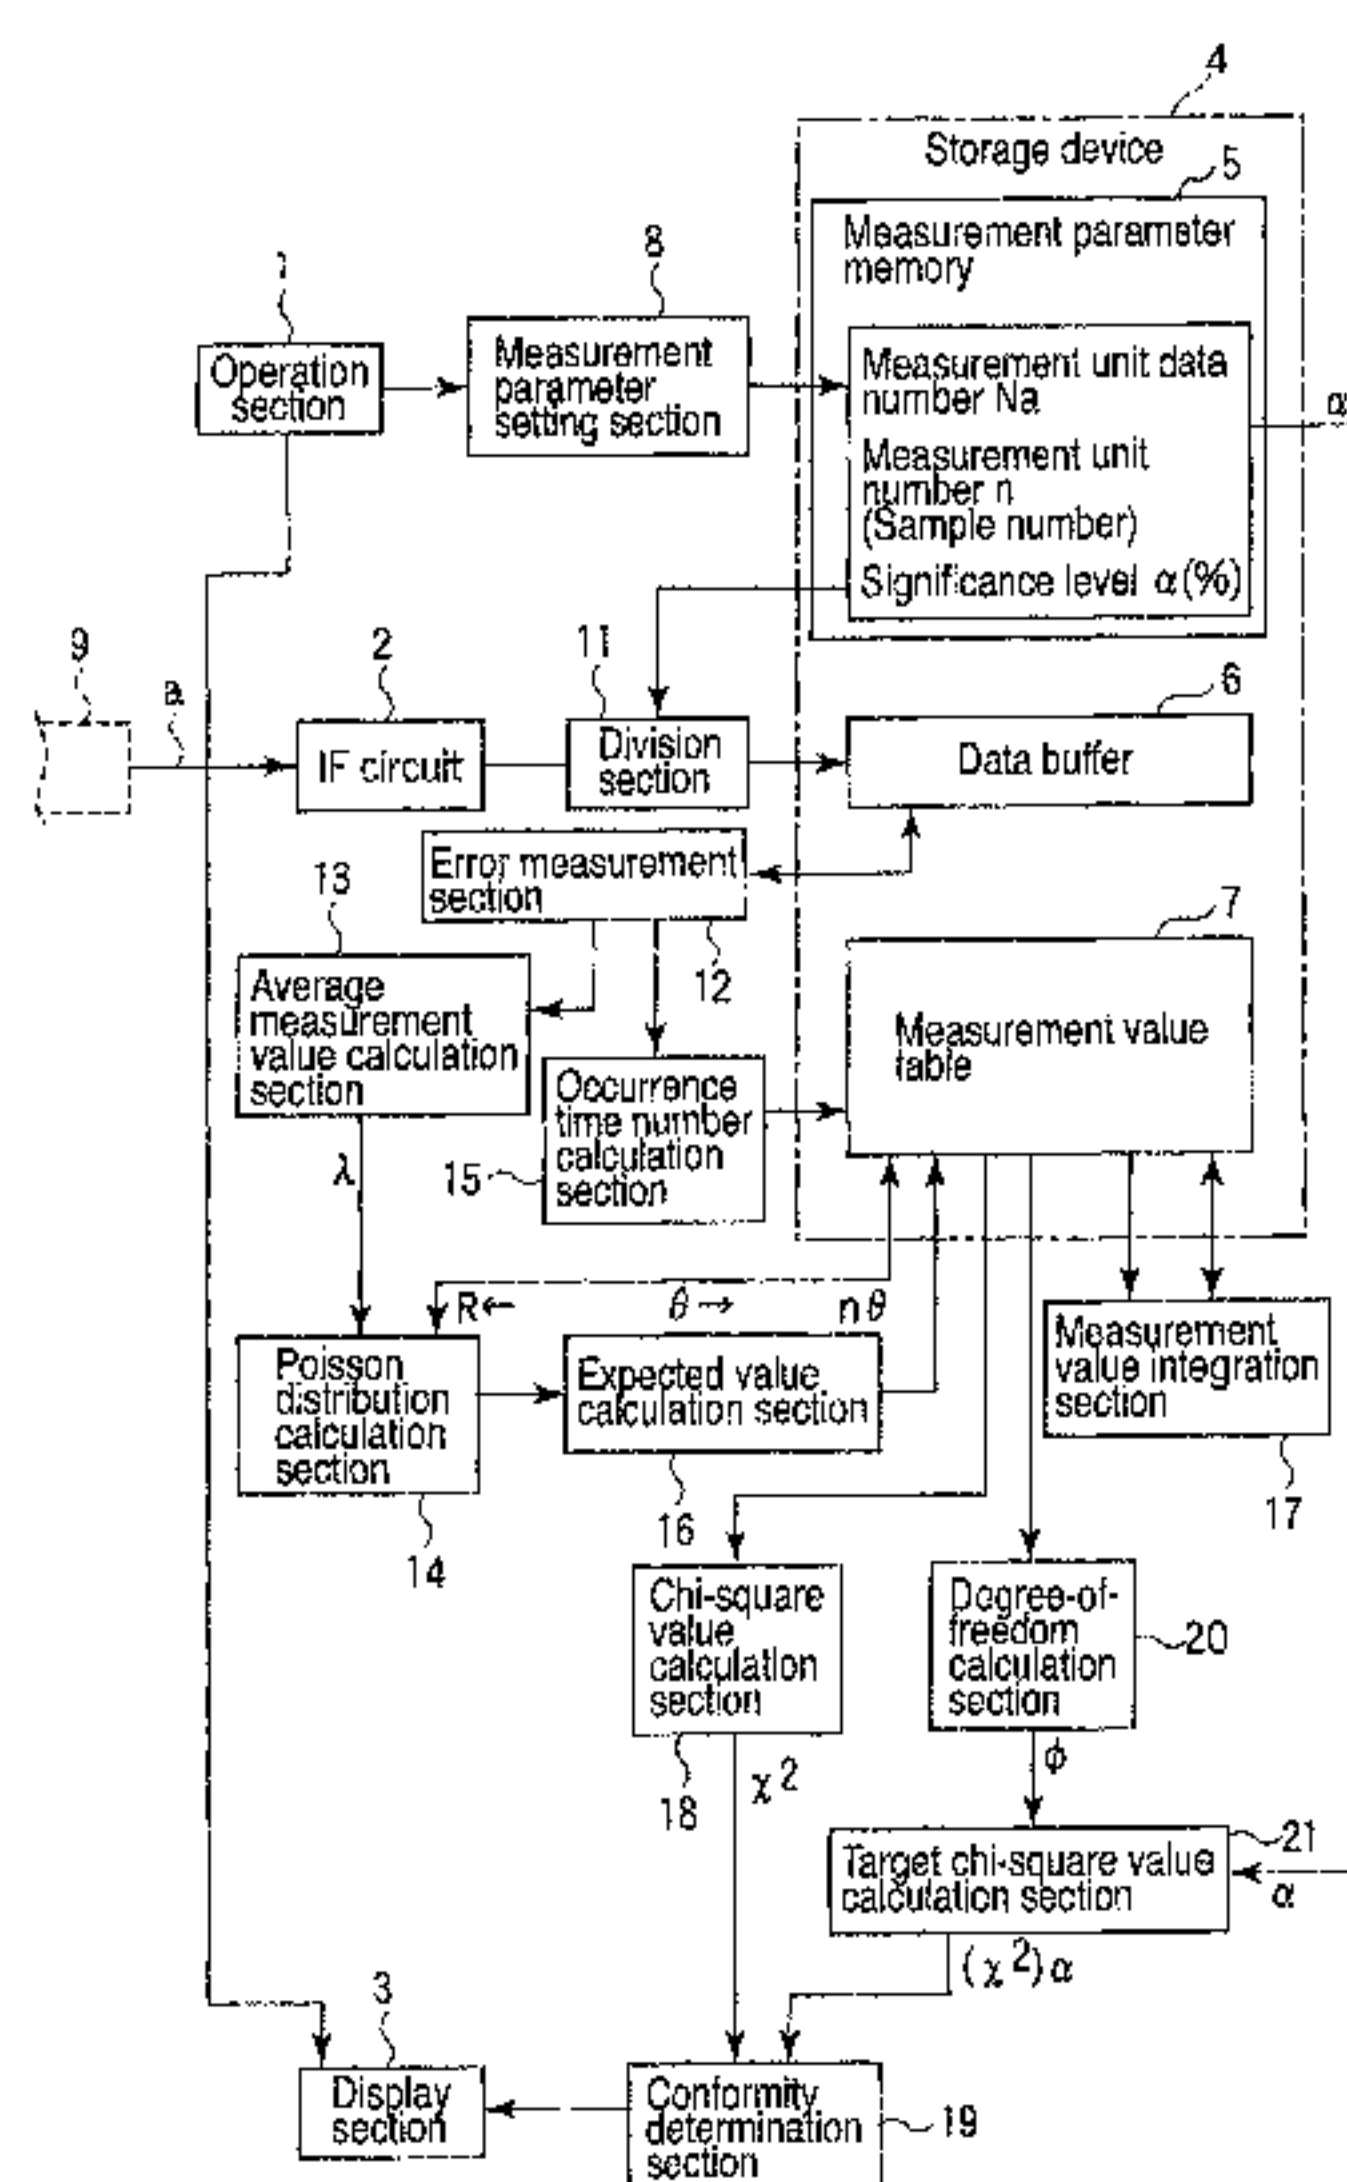 4
Storage device
5
Measurement parameter
memory
8
1
Operation
section
Measurement
parameter
setting section
Measurement unit data
number Na
Measurement unit
number n
(Sample number)
Significance level α(%)
α
9
a
2
IF circuit
11
Division
section
6
Data buffer
Error measurement
section
12
13
Average
measurement
value calculation
section
7
Measurement value
table
Occurrence
time number
calculation
section
15
λ
R←
θ→
nθ
Poisson
distribution
calculation
section
14
Expected value
calculation section
16
Measurement
value integration
section
17
Chi-square
value
calculation
section
18
χ2
Degree-of-
freedom
calculation
section
20
ϕ
Target chi-square value
calculation section
21
α
(χ2)α
3
Display
section
Conformity
determination
section
19